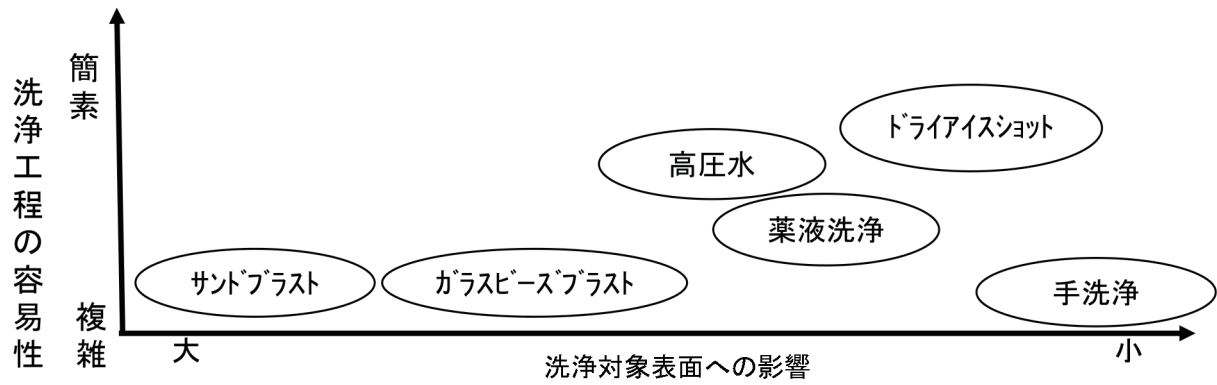 洗浄工程の容易性
簡素
複雑
ドライアイスショット
高圧水
薬液洗浄
サンドブラスト
ガラスビーズブラスト
手洗浄
大
小
洗浄対象表面への影響